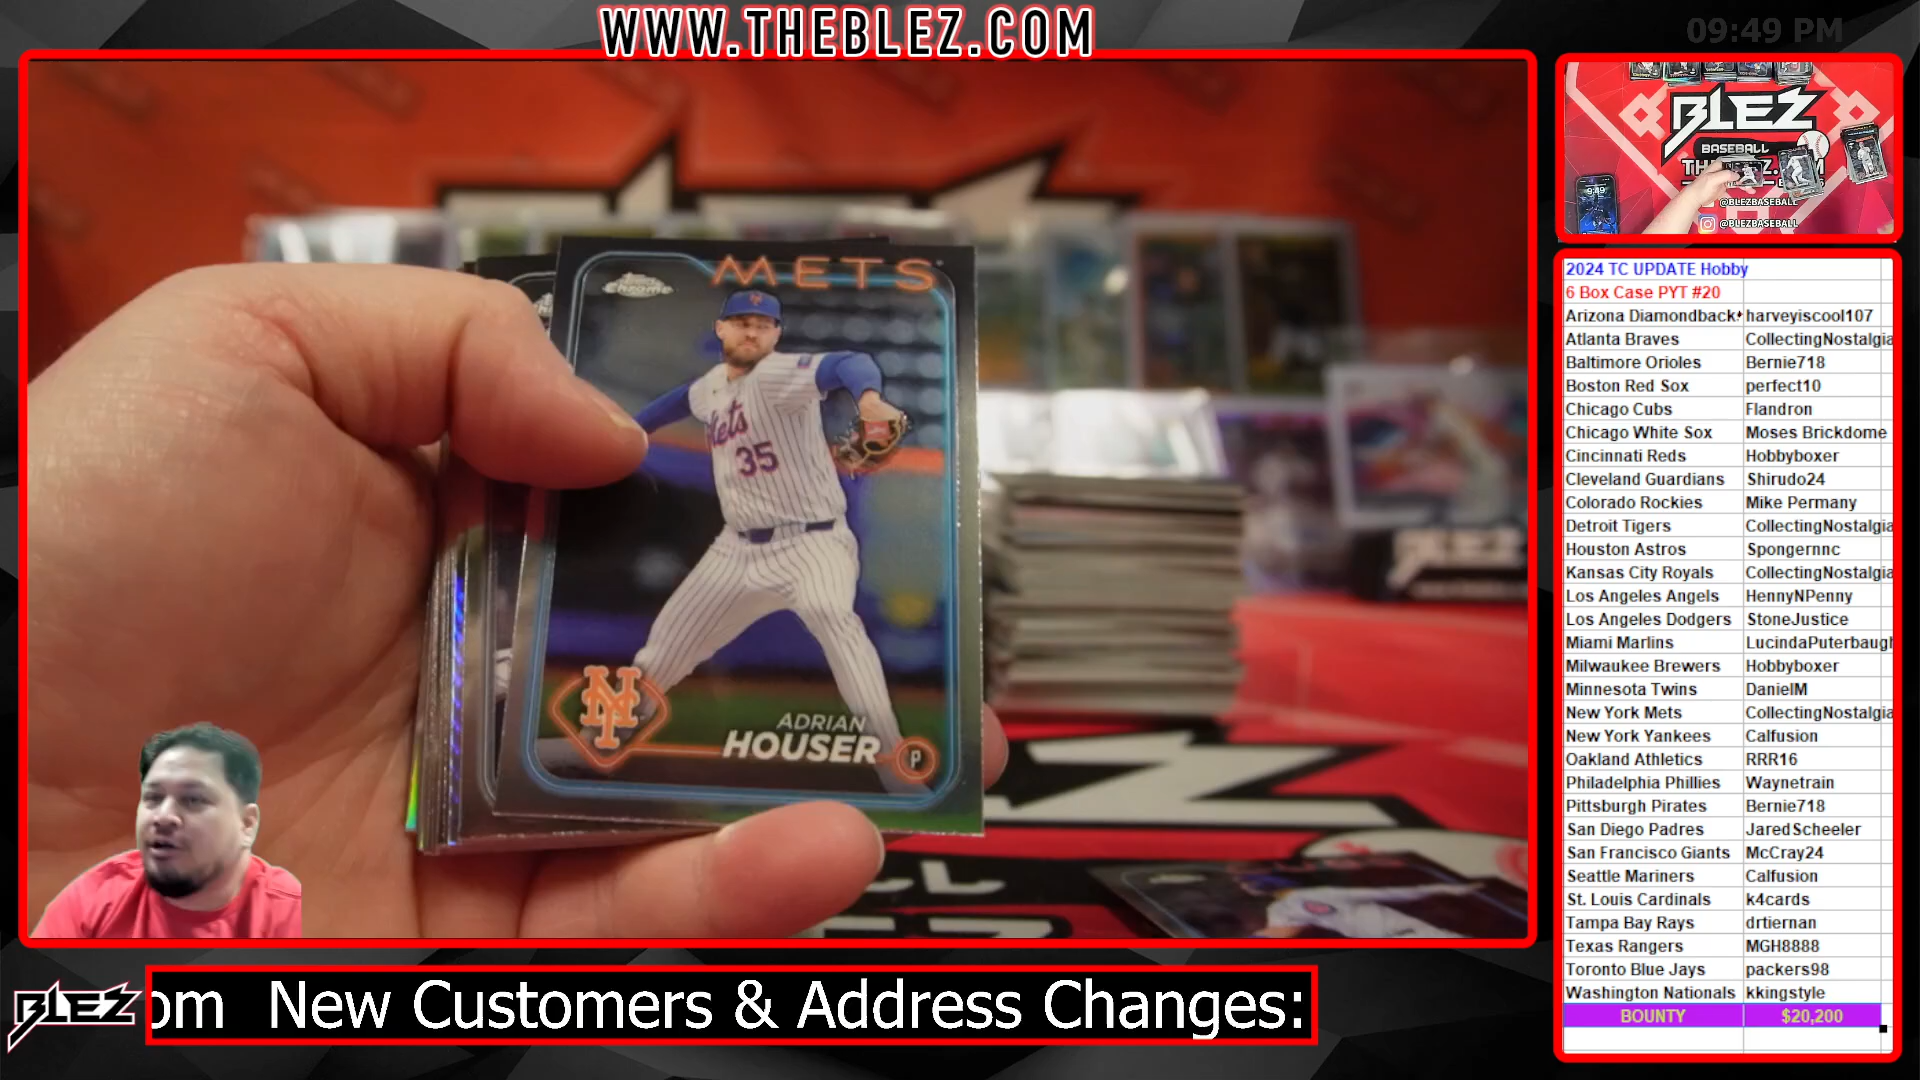 WWW.THEBLEZ.COM
09:49 PM
METS
Topps Chrome
Mets
35
NY
ADRIAN
HOUSER
P
BLEZ
BASEBALL
9:49
@BLEZBASEBALL
@BLEZBASEBALL
2024 TC UPDATE Hobby
6 Box Case PYT #20
Arizona Diamondback harveyiscool107
Atlanta Braves CollectingNostalgia
Baltimore Orioles Bernie718
Boston Red Sox perfect10
Chicago Cubs Flandron
Chicago White Sox Moses Brickdome
Cincinnati Reds Hobbyboxer
Cleveland Guardians Shirudo24
Colorado Rockies Mike Permany
Detroit Tigers CollectingNostalgia
Houston Astros Spongernnc
Kansas City Royals CollectingNostalgia
Los Angeles Angels HennyNPenny
Los Angeles Dodgers StoneJustice
Miami Marlins LucindaPuterbaugh
Milwaukee Brewers Hobbyboxer
Minnesota Twins DanielM
New York Mets CollectingNostalgia
New York Yankees Calfusion
Oakland Athletics RRR16
Philadelphia Phillies Waynetrain
Pittsburgh Pirates Bernie718
San Diego Padres JaredScheeler
San Francisco Giants McCray24
Seattle Mariners Calfusion
St. Louis Cardinals k4cards
Tampa Bay Rays drtiernan
Texas Rangers MGH8888
Toronto Blue Jays packers98
Washington Nationals kkingstyle
BOUNTY $20,200
BLEZ
om New Customers & Address Changes: